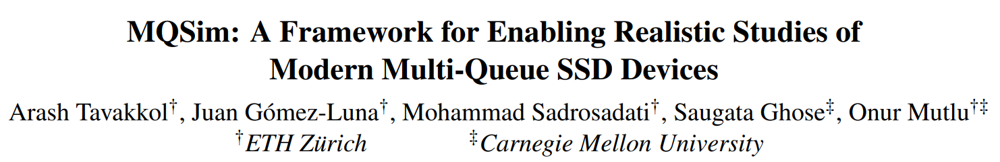 MQSim: A Framework for Enabling Realistic Studies of
Modern Multi-Queue SSD Devices
Arash Tavakkol†, Juan Gómez-Luna†, Mohammad Sadrosadati†, Saugata Ghose‡, Onur Mutlu†‡
†ETH Zürich ‡Carnegie Mellon University